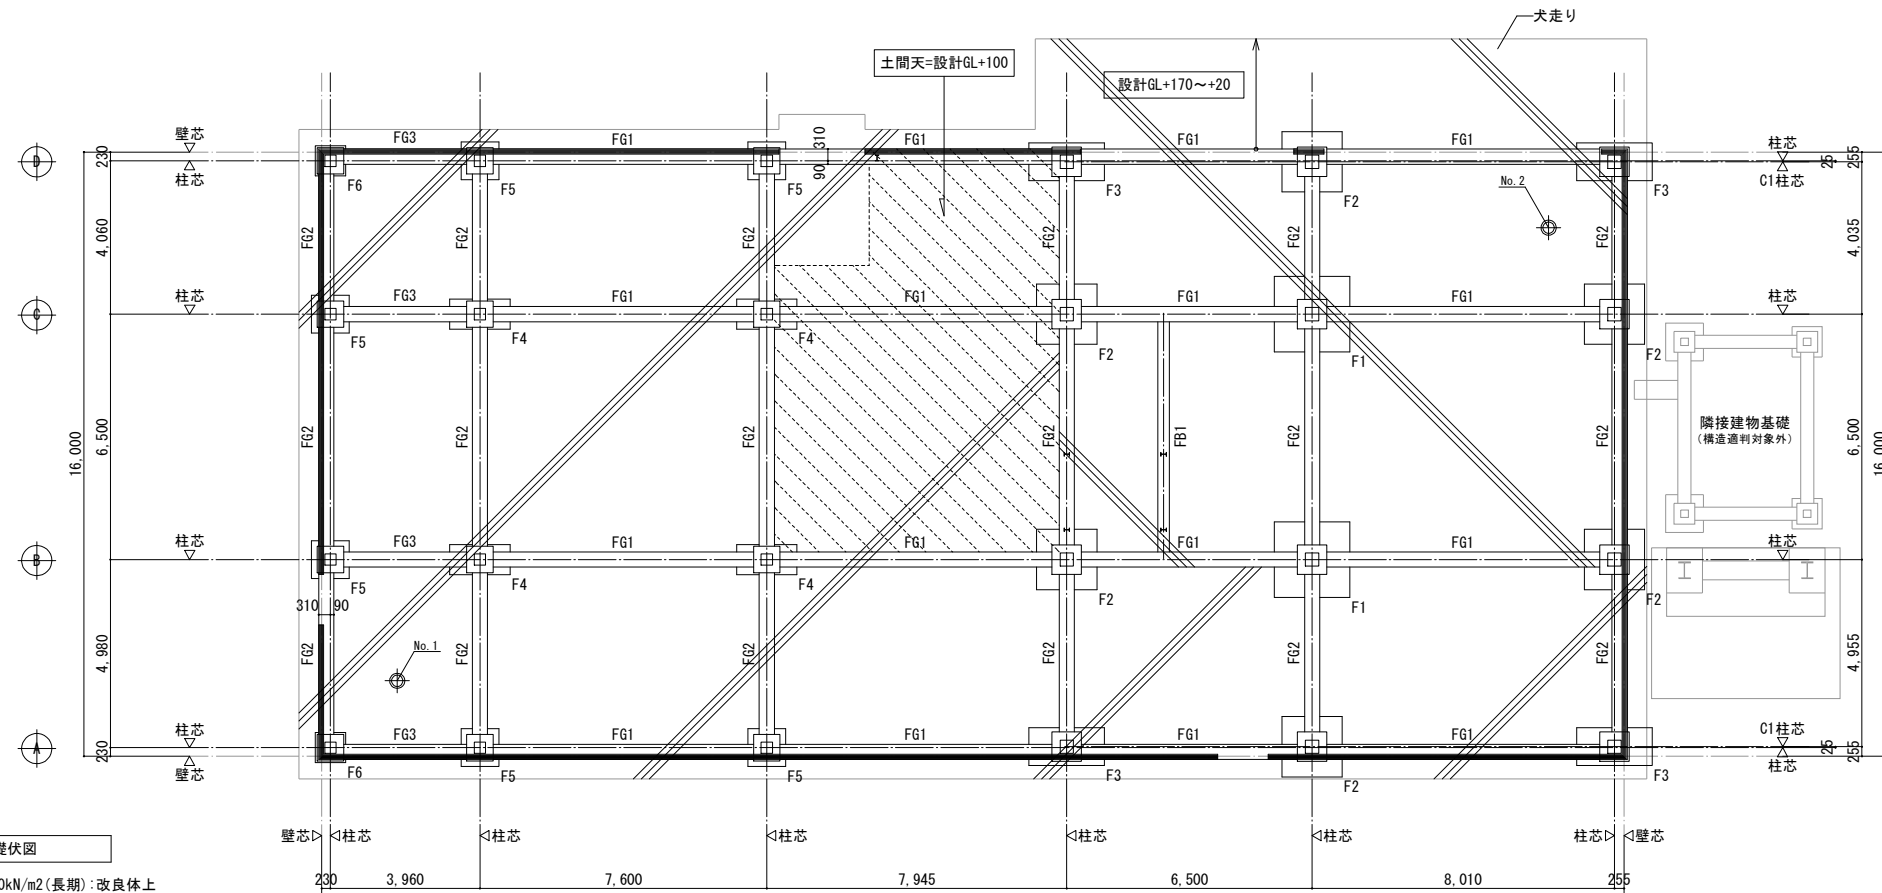 犬走り
土間天=設計GL+100
設計GL+170～+20
壁芯
柱芯
D
230
FG3
FG1
FG1
FG1
FG1
310
90
柱芯
C1柱芯
25
255
F6
F5
F5
F3
F2
F3
No.2
4,060
FG2
FG2
FG2
FG2
FG2
FG2
4,035
柱芯
C
FG3
FG1
FG1
FG1
FG1
柱芯
F5
F4
F4
F2
F1
F2
16,000
6,500
FG2
FG2
FG2
FG2
FB1
FG2
FG2
隣接建物基礎
(構造適判対象外)
6,500
16,000
柱芯
B
FG3
FG1
FG1
FG1
FG1
柱芯
F5
F4
F4
F2
F1
F2
310
90
No.1
4,980
FG2
FG2
FG2
FG2
FG2
FG2
4,955
柱芯
A
230
壁芯
FG3
FG1
FG1
FG1
FG1
C1柱芯
柱芯
25
255
F6
F5
F5
F3
F2
F3
壁芯
柱芯
柱芯
柱芯
柱芯
柱芯
柱芯
壁芯
礎伏図
0kN/m2(長期):改良体上
230
3,960
7,600
7,945
6,500
8,010
255